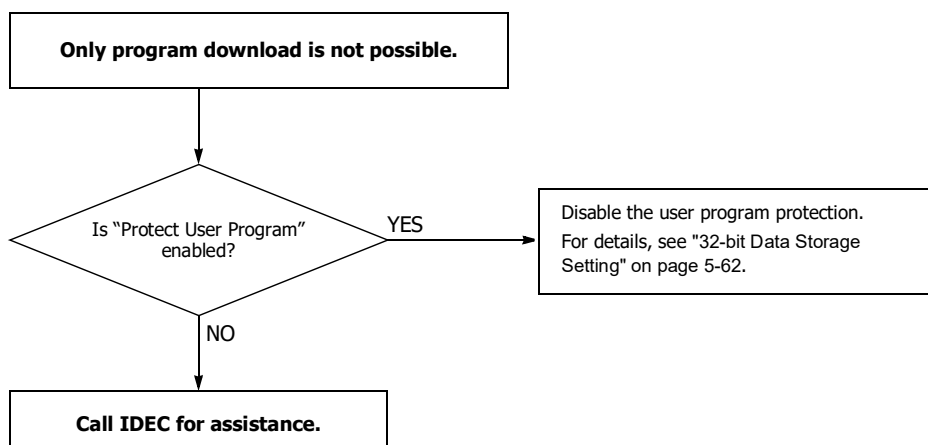 Only program download is not possible.
Is “Protect User Program”
enabled?
YES
Disable the user program protection.
For details, see "32-bit Data Storage
Setting" on page 5-62.
NO
Call IDEC for assistance.